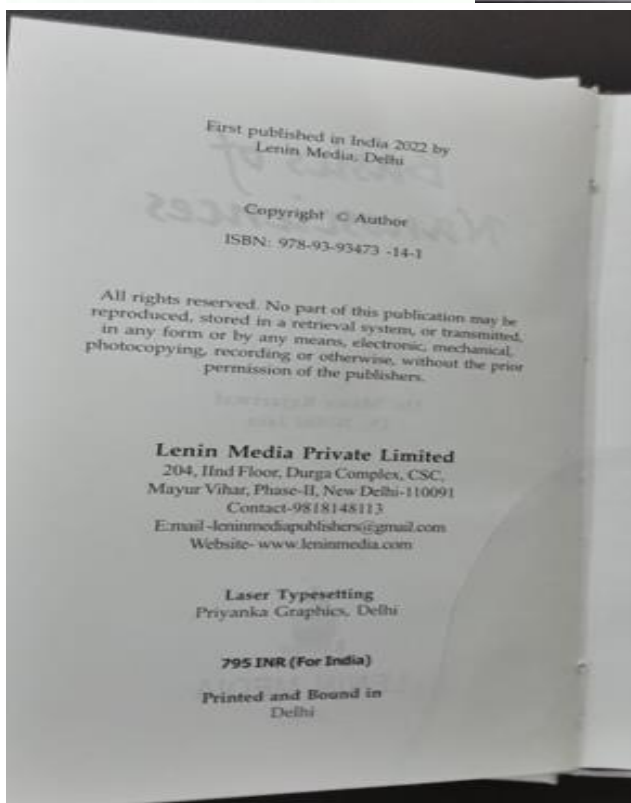 First published in India 2022 by
Lenin Media, Delhi
Copyright © Author
ISBN: 978-93-93473 -14-1
All rights reserved. No part of this publication may be
reproduced, stored in a retrieval system, or transmitted,
in any form or by any means, electronic, mechanical,
photocopying, recording or otherwise, without the prior
permission of the publishers.
Lenin Media Private Limited
204, IInd Floor, Durga Complex, CSC,
Mayur Vihar, Phase-II, New Delhi-110091
Contact-9818148113
E:mail-leninmediapublishers@gmail.com
Website- www.leninmedia.com
Laser Typesetting
Priyanka Graphics, Delhi
795 INR (For India)
Printed and Bound in
Delhi